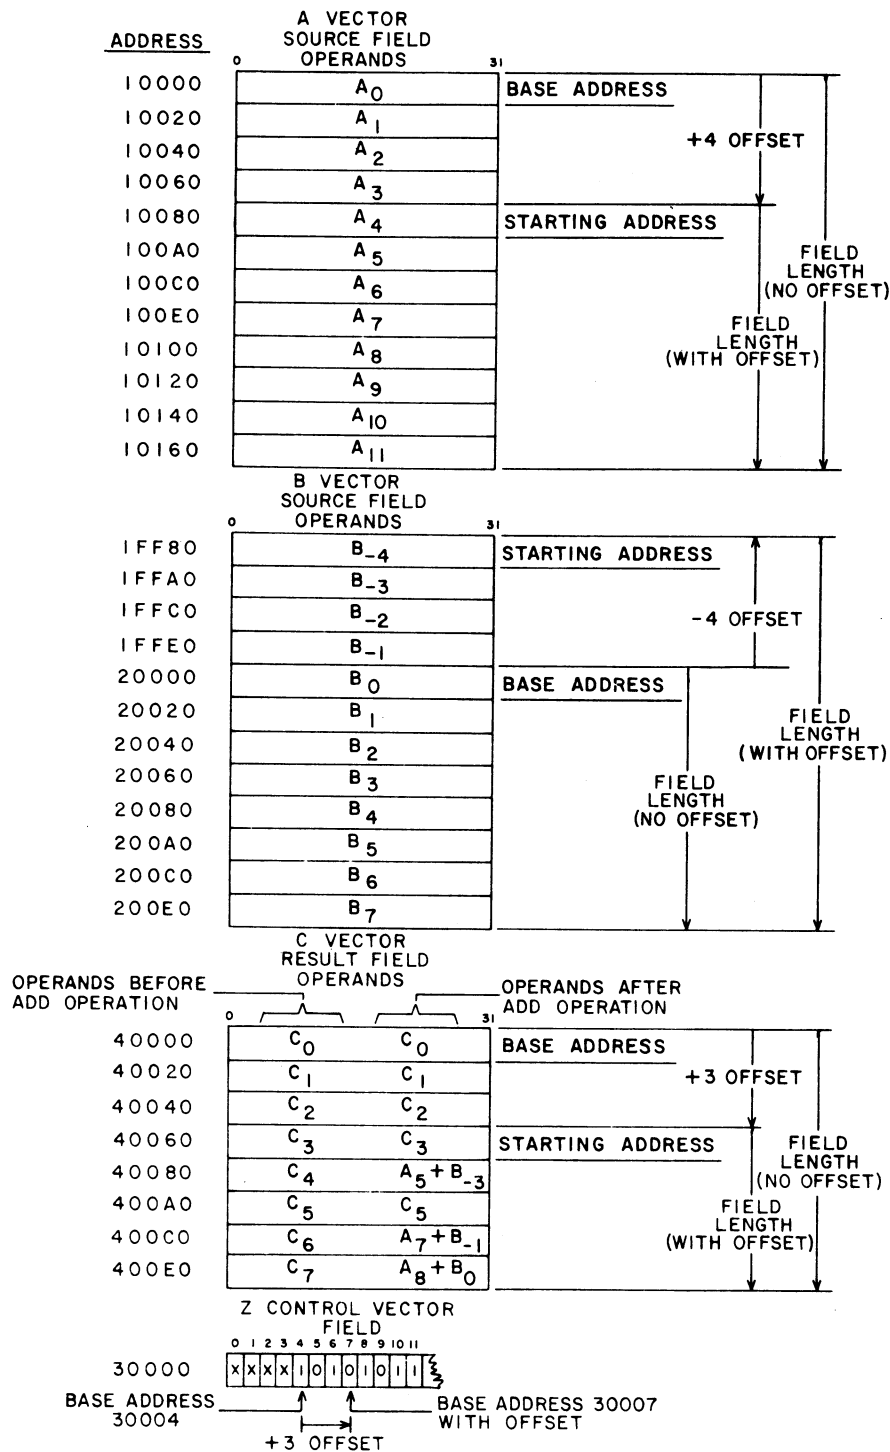 A VECTOR
SOURCE FIELD
OPERANDS
ADDRESS
0 31
10000 A0 BASE ADDRESS
10020 A1
+4 OFFSET
10040 A2
10060 A3
10080 A4 STARTING ADDRESS
100A0 A5
FIELD
LENGTH
(NO OFFSET)
100C0 A6
100E0 A7
FIELD
LENGTH
(WITH OFFSET)
10100 A8
10120 A9
10140 A10
10160 A11
B VECTOR
SOURCE FIELD
OPERANDS
0 31
1FF80 B-4 STARTING ADDRESS
1FFA0 B-3
1FFC0 B-2
-4 OFFSET
1FFE0 B-1
20000 B0 BASE ADDRESS
20020 B1
FIELD
LENGTH
(WITH OFFSET)
20040 B2
20060 B3
FIELD
LENGTH
(NO OFFSET)
20080 B4
200A0 B5
200C0 B6
200E0 B7
C VECTOR
RESULT FIELD
OPERANDS
OPERANDS BEFORE
ADD OPERATION
OPERANDS AFTER
ADD OPERATION
0 31
40000 C0 C0 BASE ADDRESS
40020 C1 C1
+3 OFFSET
40040 C2 C2
40060 C3 C3 STARTING ADDRESS
FIELD
LENGTH
(NO OFFSET)
40080 C4 A5+B-3
400A0 C5 C5
FIELD
LENGTH
(WITH OFFSET)
400C0 C6 A7+B-1
400E0 C7 A8+B0
Z CONTROL VECTOR
FIELD
0 1 2 3 4 5 6 7 8 9 10 11
30000 X X X X 1 0 1 0 1 0 1 1
BASE ADDRESS
30004
BASE ADDRESS 30007
WITH OFFSET
+3 OFFSET